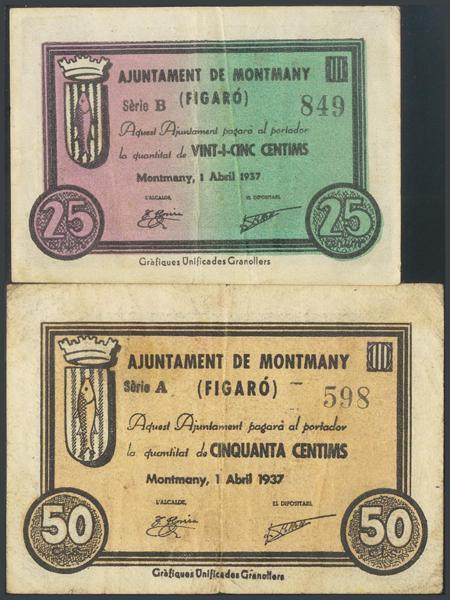 AJUNTAMENT DE MONTMANY
Sèrie B (FIGARÓ) 849
Aquest Ajuntament pagarà al portador
la quantitat de VINT-I-CINC CENTIMS
Montmany, 1 Abril 1937
L'ALCALDE, EL DIPOSITARI,
25 25
Gràfiques Unificades Granollers
AJUNTAMENT DE MONTMANY
Sèrie A (FIGARÓ) 598
Aquest Ajuntament pagarà al portador
la quantitat de CINQUANTA CENTIMS
Montmany, 1 Abril 1937
L'ALCALDE, EL DIPOSITARI,
50 50
Gràfiques Unificades Granollers